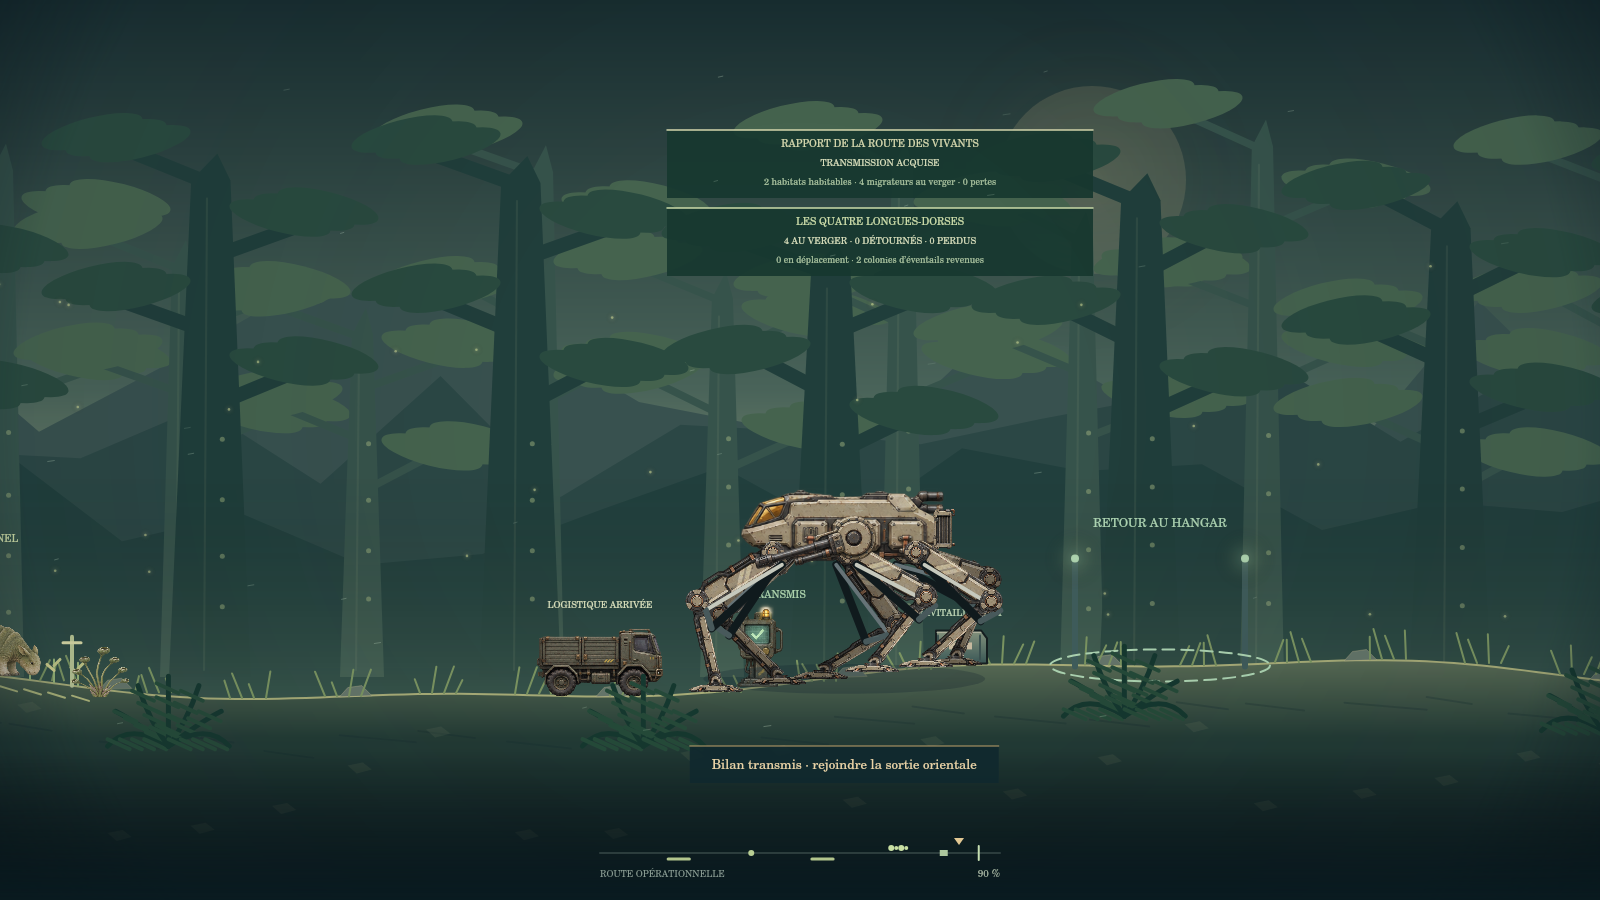 RAPPORT DE LA ROUTE DES VIVANTS
TRANSMISSION ACQUISE
2 habitats habitables · 4 migrateurs au verger · 0 pertes
LES QUATRE LONGUES-DORSES
4 AU VERGER · 0 DÉTOURNÉS · 0 PERDUS
0 en déplacement · 2 colonies d'éventails revenues
RETOUR AU HANGAR
LOGISTIQUE ARRIVÉE
Bilan transmis · rejoindre la sortie orientale
ROUTE OPÉRATIONNELLE
90 %